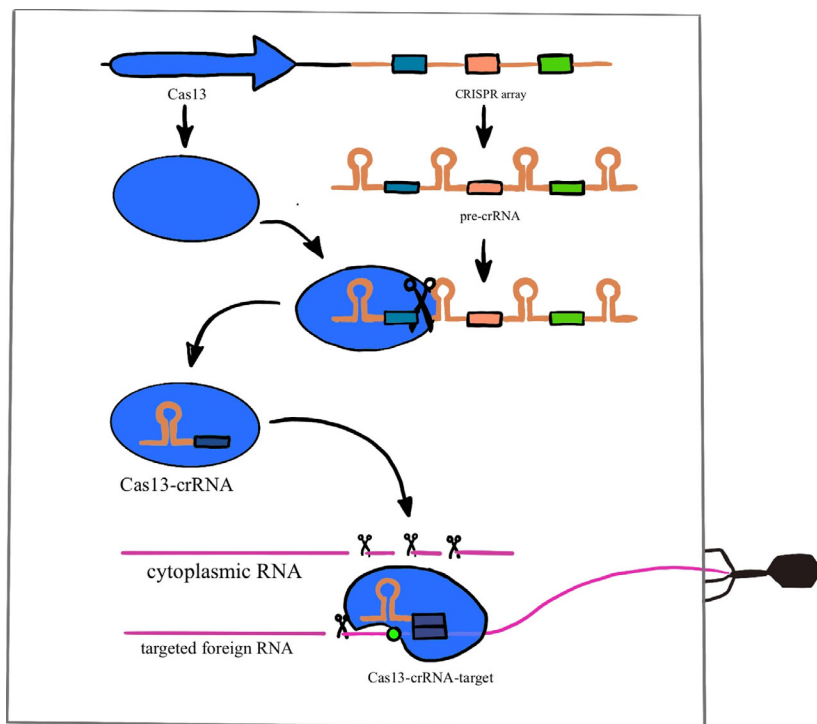 Cas13
CRISPR array
pre-crRNA
Cas13-crRNA
cytoplasmic RNA
targeted foreign RNA
Cas13-crRNA-target